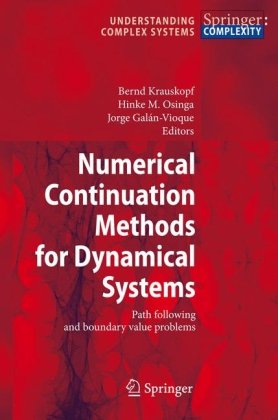 UNDERSTANDING
COMPLEX SYSTEMS
Springer:
COMPLEXITY
Bernd Krauskopf
Hinke M. Osinga
Jorge Galán-Vioque
Editors
Numerical
Continuation
Methods
for Dynamical
Systems
Path following
and boundary value problems
Springer